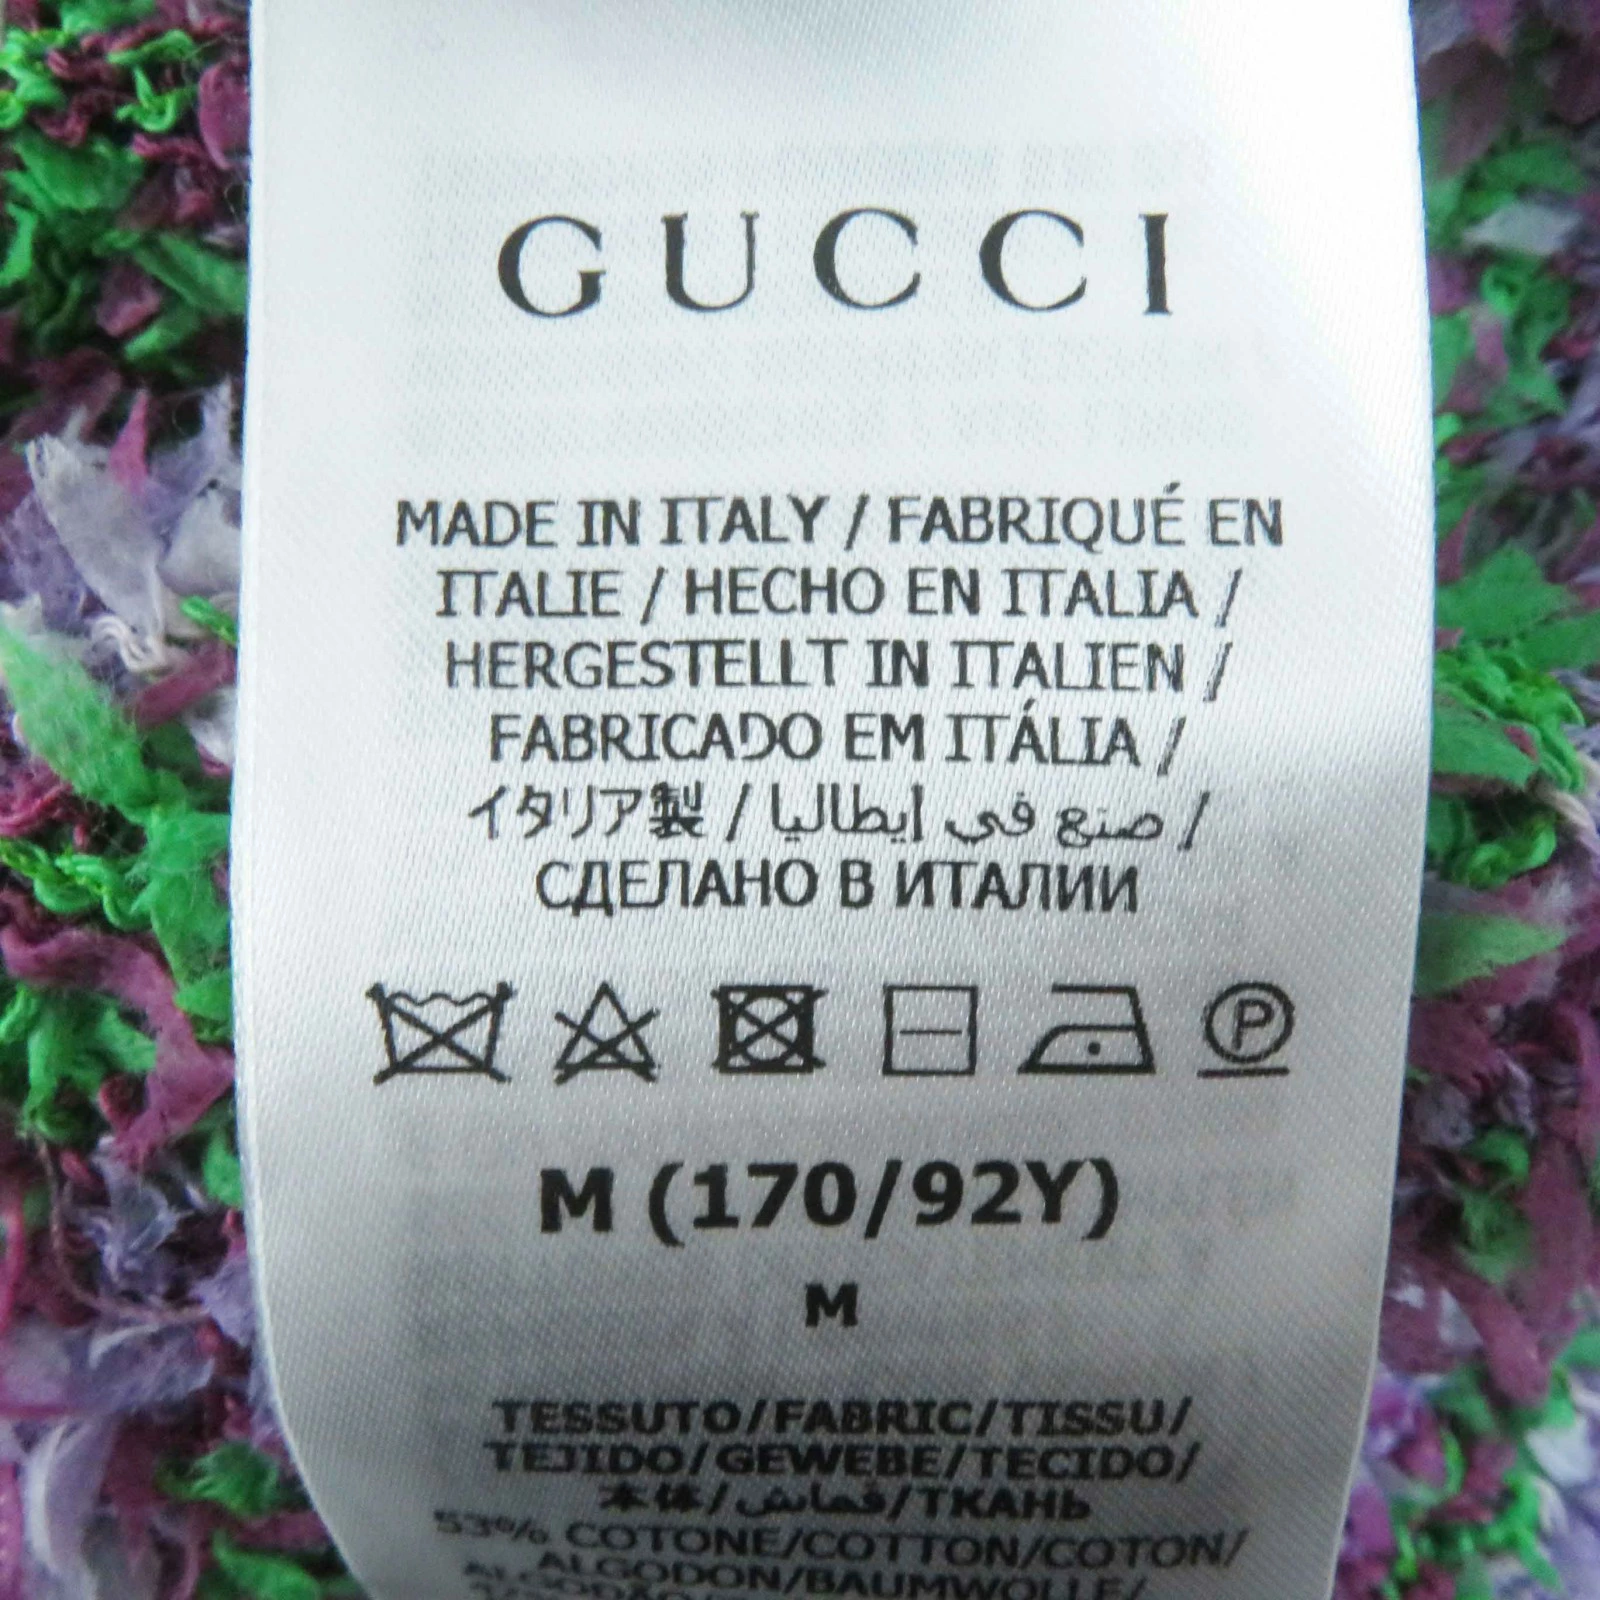 GUCCI
MADE IN ITALY / FABRIQUÉ EN
ITALIE / HECHO EN ITALIA /
HERGESTELLT IN ITALIEN /
FABRICADO EM ITÁLIA /
イタリア製 / صنع في إيطاليا /
СДЕЛАНО В ИТАЛИИ
P
M (170/92Y)
M
TESSUTO/FABRIC/TISSU/
TEJIDO/GEWEBE/TECIDO/
本体/قماش/ТКАНЬ
53% COTONE/COTTON/COTON/
ALGODON/BAUMWOLLE/